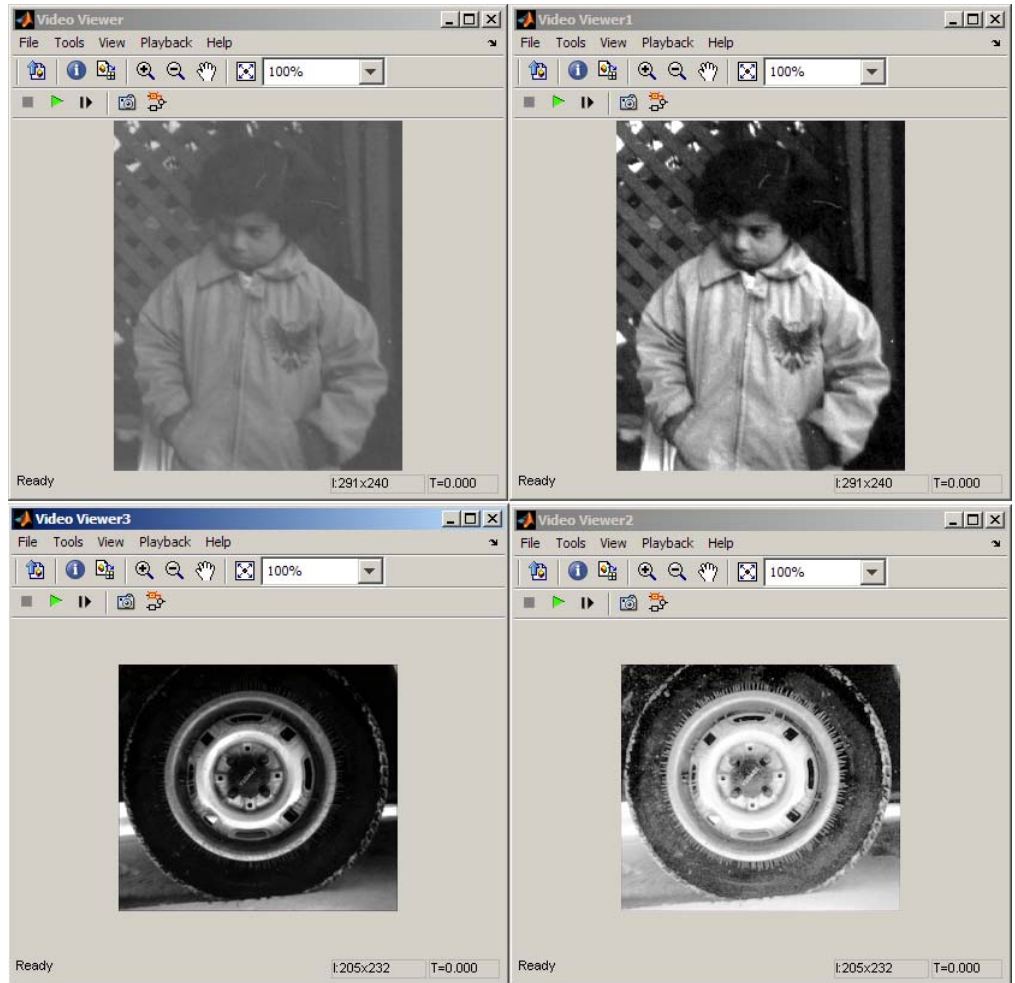 Video Viewer
File Tools View Playback Help
100%
Ready I:291x240 T=0.000
Video Viewer1
File Tools View Playback Help
100%
Ready I:291x240 T=0.000
Video Viewer3
File Tools View Playback Help
100%
Ready I:205x232 T=0.000
Video Viewer2
File Tools View Playback Help
100%
Ready I:205x232 T=0.000